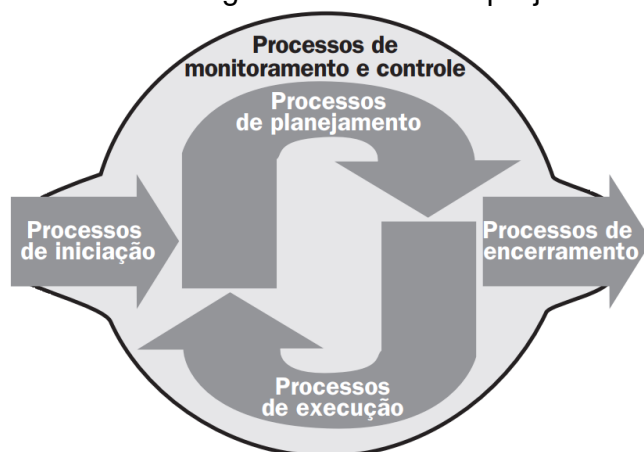 Processos de
monitoramento e controle
Processos
de planejamento
Processos
de iniciação
Processos de
encerramento
Processos
de execução